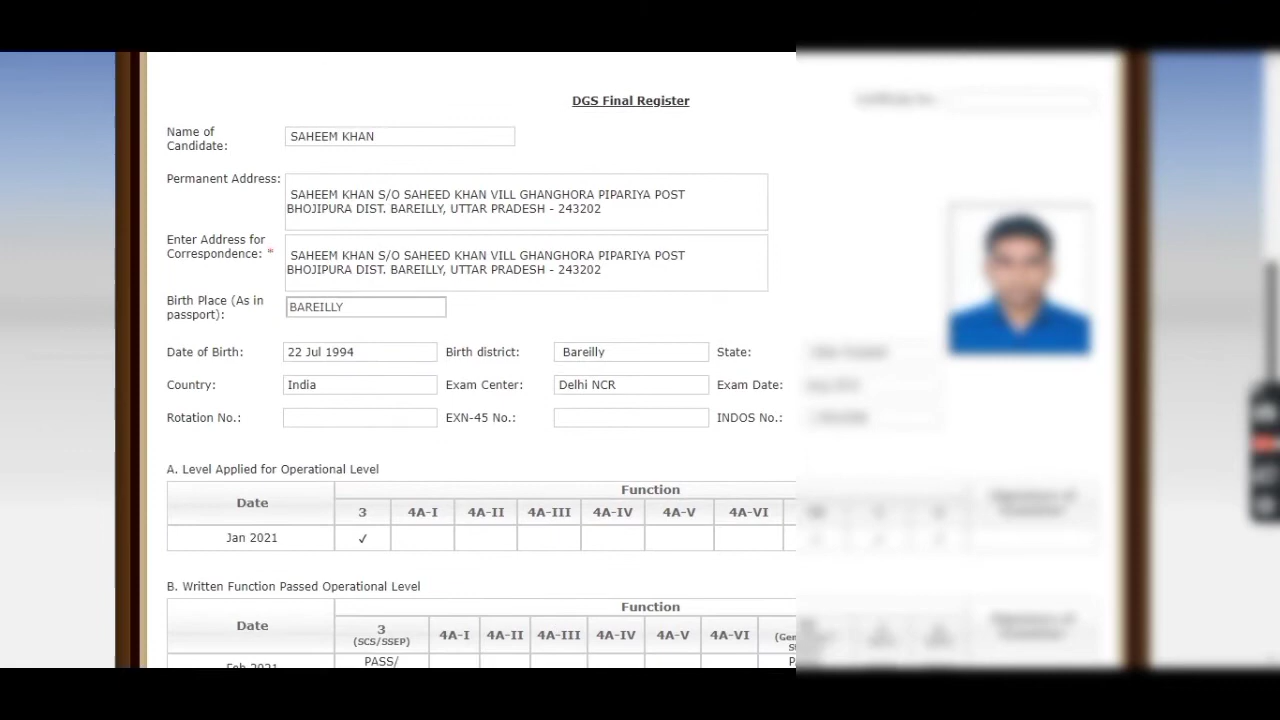 DGS Final Register
Name of
Candidate:
SAHEEM KHAN
Permanent Address:
SAHEEM KHAN S/O SAHEED KHAN VILL GHANGHORA PIPARIYA POST
BHOJIPURA DIST. BAREILLY, UTTAR PRADESH - 243202
Enter Address for
Correspondence: *
SAHEEM KHAN S/O SAHEED KHAN VILL GHANGHORA PIPARIYA POST
BHOJIPURA DIST. BAREILLY, UTTAR PRADESH - 243202
Birth Place (As in
passport):
BAREILLY
Date of Birth: 22 Jul 1994 Birth district: Bareilly State:
Country: India Exam Center: Delhi NCR Exam Date:
Rotation No.: EXN-45 No.: INDOS No.:
A. Level Applied for Operational Level
Date Function
3 4A-I 4A-II 4A-III 4A-IV 4A-V 4A-VI
Jan 2021 ✓
B. Written Function Passed Operational Level
Date Function
3 4A-I 4A-II 4A-III 4A-IV 4A-V 4A-VI
(SCS/SSEP)
Feb 2021 PASS/